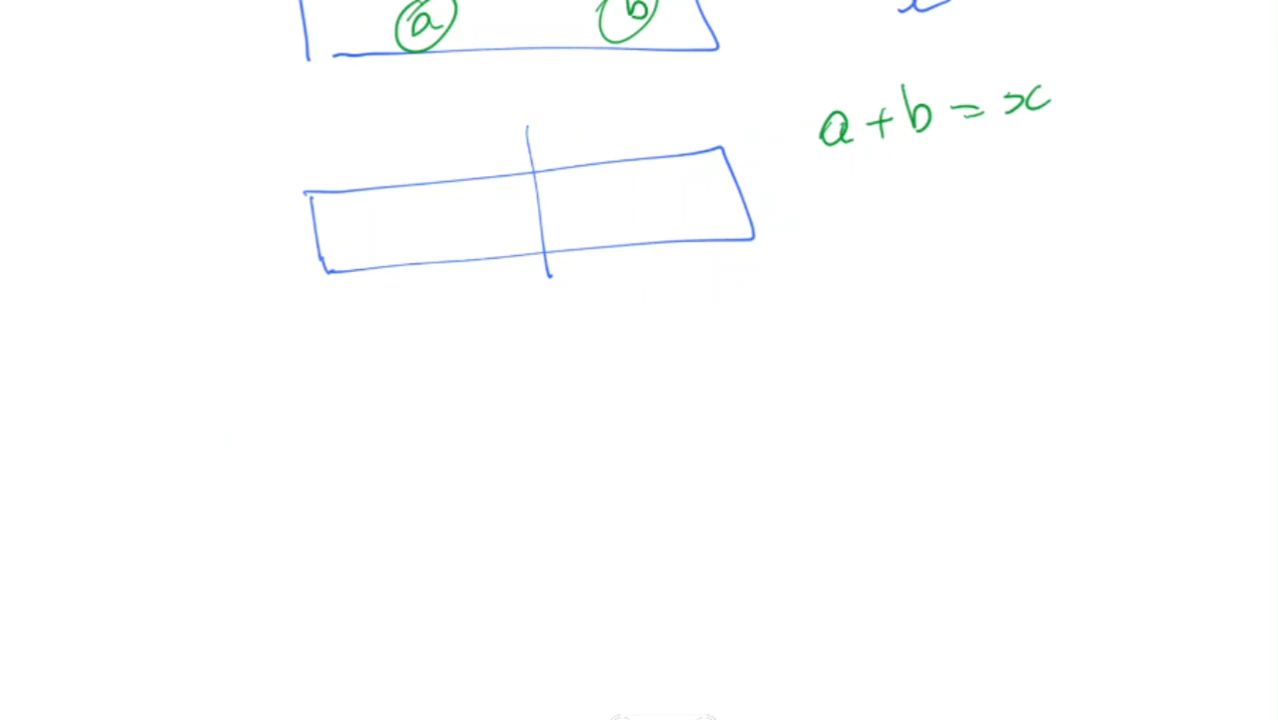 a b
a + b = x